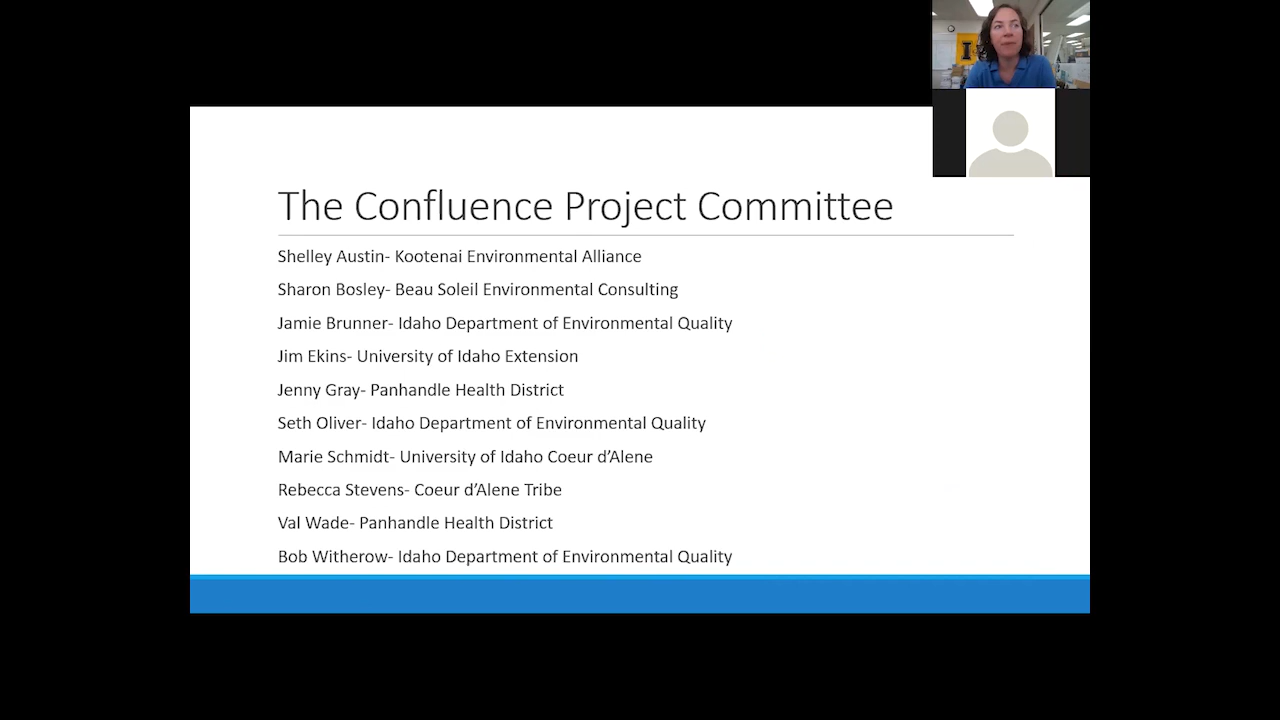 I
The Confluence Project Committee
Shelley Austin- Kootenai Environmental Alliance
Sharon Bosley- Beau Soleil Environmental Consulting
Jamie Brunner- Idaho Department of Environmental Quality
Jim Ekins- University of Idaho Extension
Jenny Gray- Panhandle Health District
Seth Oliver- Idaho Department of Environmental Quality
Marie Schmidt- University of Idaho Coeur d’Alene
Rebecca Stevens- Coeur d’Alene Tribe
Val Wade- Panhandle Health District
Bob Witherow- Idaho Department of Environmental Quality